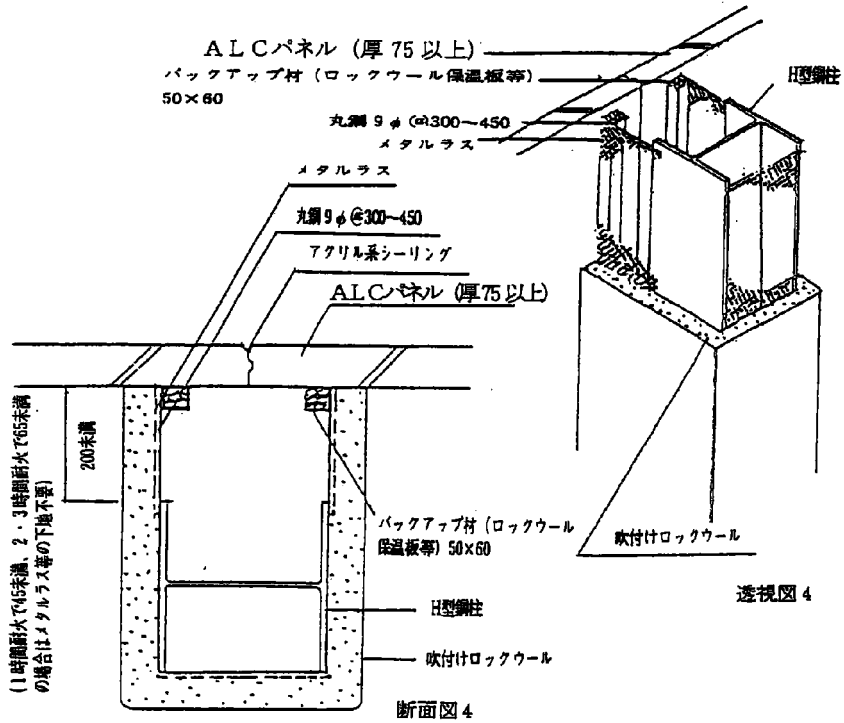 ALCパネル (厚 75 以上)
バックアップ材 (ロックウール保温板等)
50×60
丸鋼 9 φ @300～450
メタルラス
H型鋼柱
メタルラス
丸鋼 9 φ @300～450
アクリル系シーリング
ALCパネル (厚 75 以上)
200未満
(1時間耐火で45未満、2・3時間耐火で65未満
の場合はメタルラス等の下地不要)
バックアップ材 (ロックウール
保温板等) 50×60
H型鋼柱
吹付けロックウール
断面図 4
吹付けロックウール
透視図 4